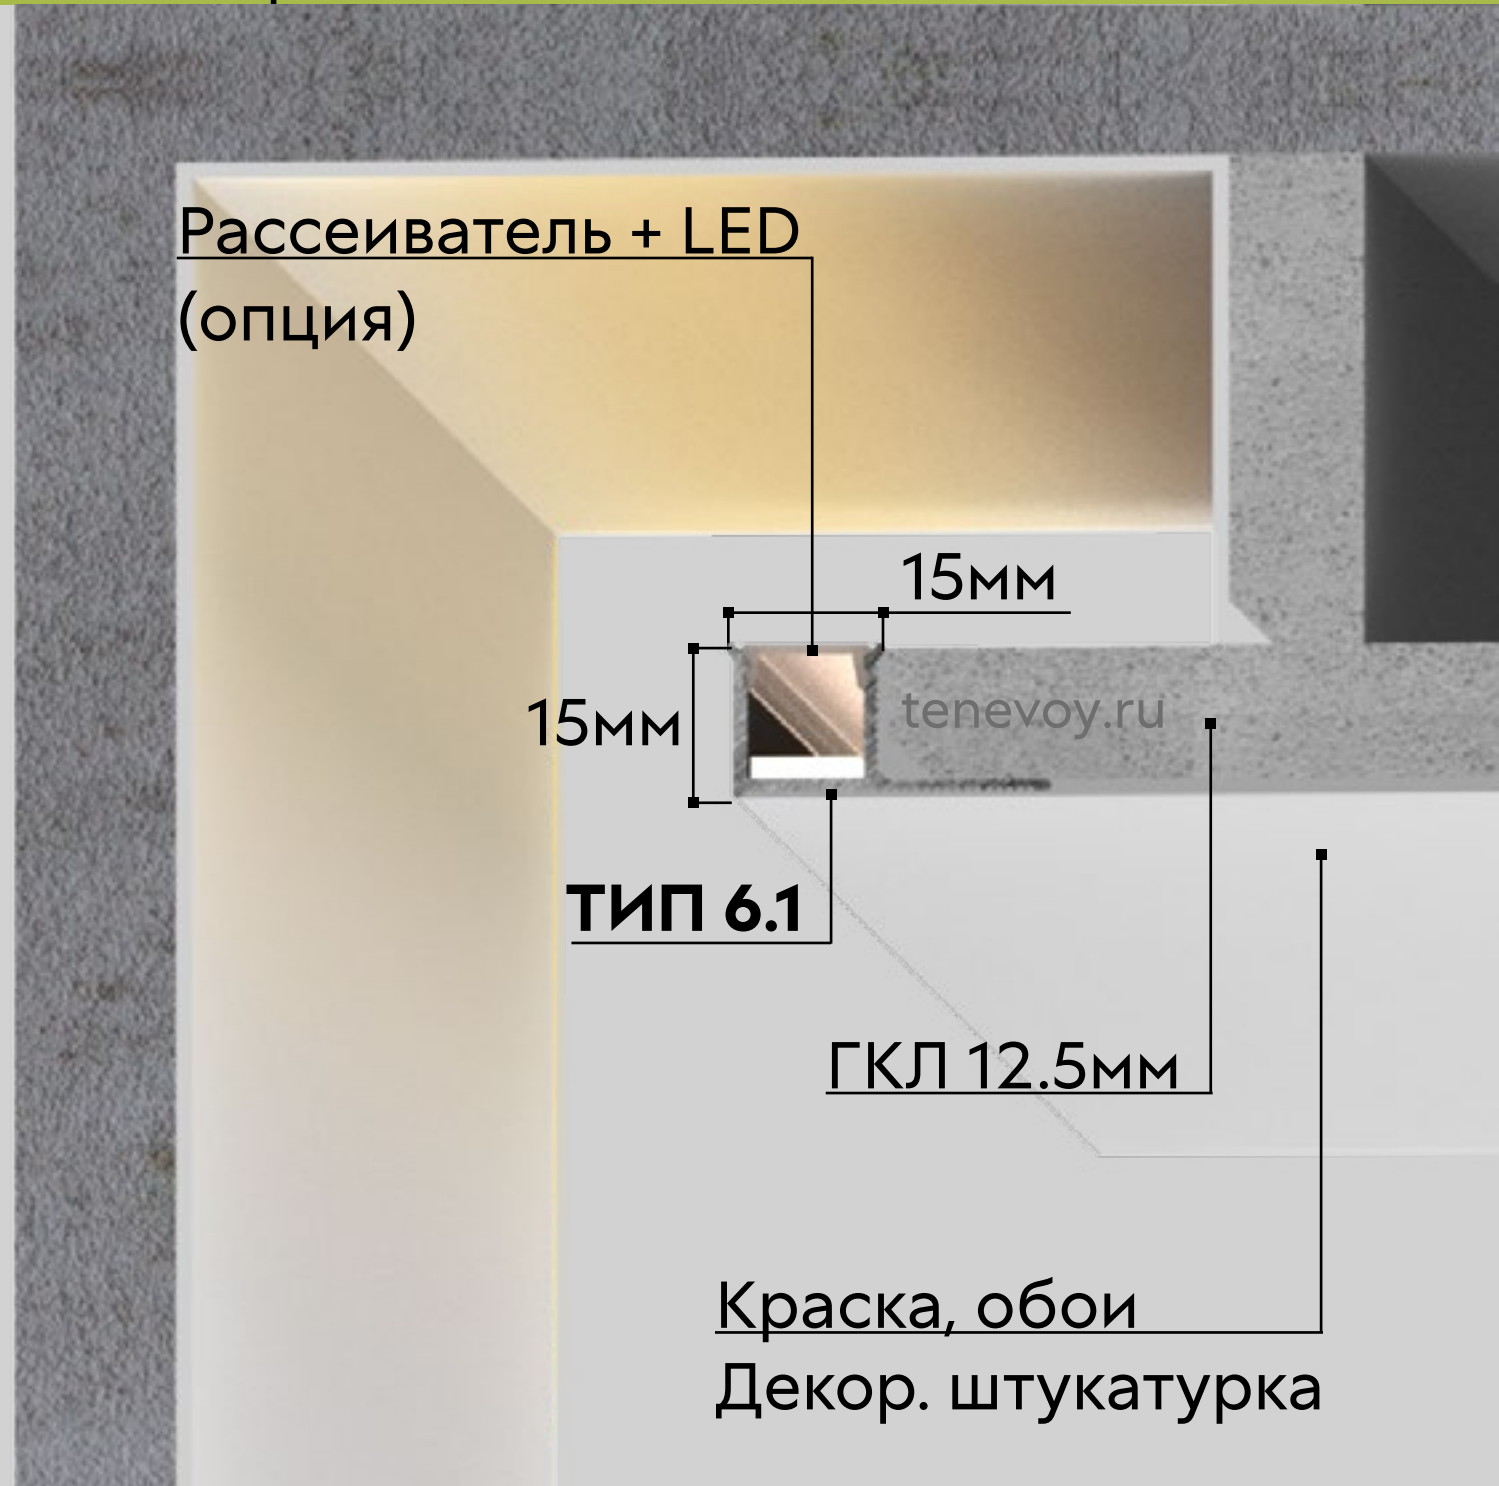 Рассеиватель + LED
(опция)
15мм
15мм
tenevoy.ru
ТИП 6.1
ГКЛ 12.5мм
Краска, обои
Декор. штукатурка